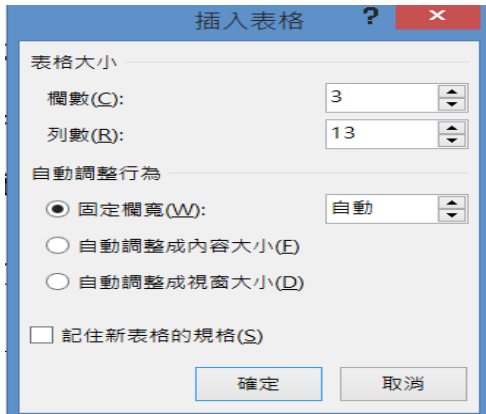 插入表格 ? ×
表格大小
欄數(C): 3
列數(R): 13
自動調整行為
固定欄寬(W): 自動
自動調整成內容大小(F)
自動調整成視窗大小(D)
記住新表格的規格(S)
確定 取消